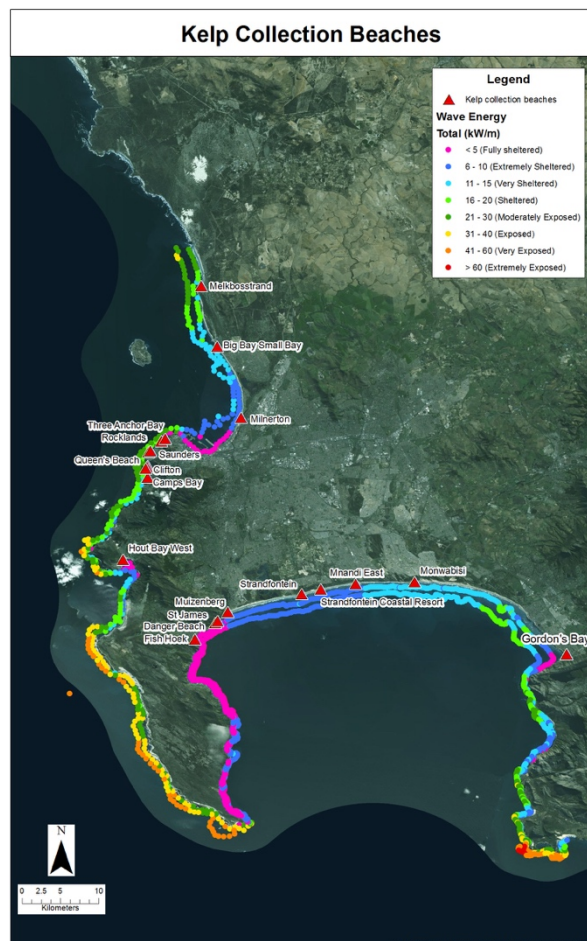 Kelp Collection Beaches
Legend
Kelp collection beaches
Wave Energy
Total (kW/m)
< 5 (Fully sheltered)
6 - 10 (Extremely Sheltered)
11 - 15 (Very Sheltered)
16 - 20 (Sheltered)
21 - 30 (Moderately Exposed)
31 - 40 (Exposed)
41 - 60 (Very Exposed)
> 60 (Extremely Exposed)
Melkbosstrand
Big Bay Small Bay
Milnerton
Three Anchor Bay
Rocklands
Saunders
Queen's Beach
Clifton
Camps Bay
Hout Bay West
Mnandi East
Monwabisi
Strandfontein
Strandfontein Coastal Resort
Muizenberg
St James
Danger Beach
Fish Hoek
Gordon's Bay
N
0 2.5 5 10
Kilometers